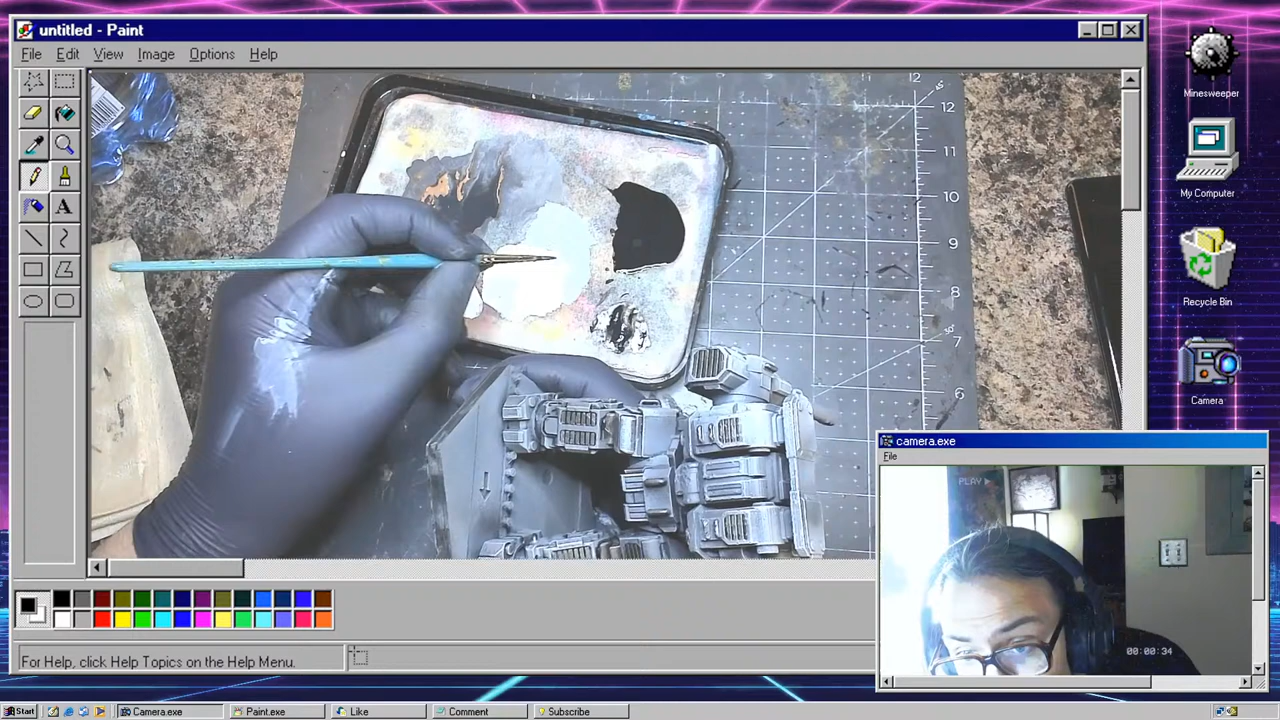 untitled - Paint
File Edit View Image Options Help
12
12
11
10
9
8
7
6
Minesweeper
My Computer
Recycle Bin
Camera
camera.exe
File
PLAY
00:00:34
For Help, click Help Topics on the Help Menu.
Start Camera.exe Paint.exe Like Comment Subscribe